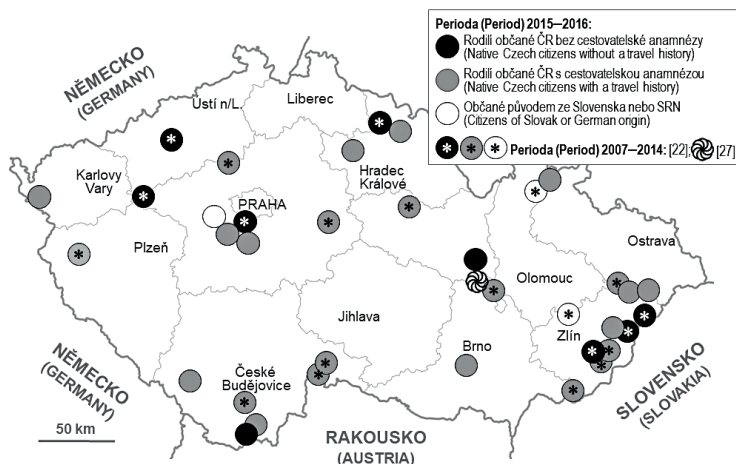 Perioda (Period) 2015—2016:
Rodilí občané ČR bez cestovatelské anamnézy
(Native Czech citizens without a travel history)
Rodilí občané ČR s cestovatelskou anamnézou
(Native Czech citizens with a travel history)
Občané původem ze Slovenska nebo SRN
(Citizens of Slovak or German origin)
Perioda (Period) 2007—2014: [22]; [27]
NĚMECKO
(GERMANY)
Ústí n/L.
Liberec
Karlovy
Vary
Hradec
Králové
PRAHA
Plzeň
Ostrava
Olomouc
Jihlava
Zlín
Brno
České
Budějovice
NĚMECKO
(GERMANY)
SLOVENSKO
(SLOVAKIA)
50 km
RAKOUSKO
(AUSTRIA)